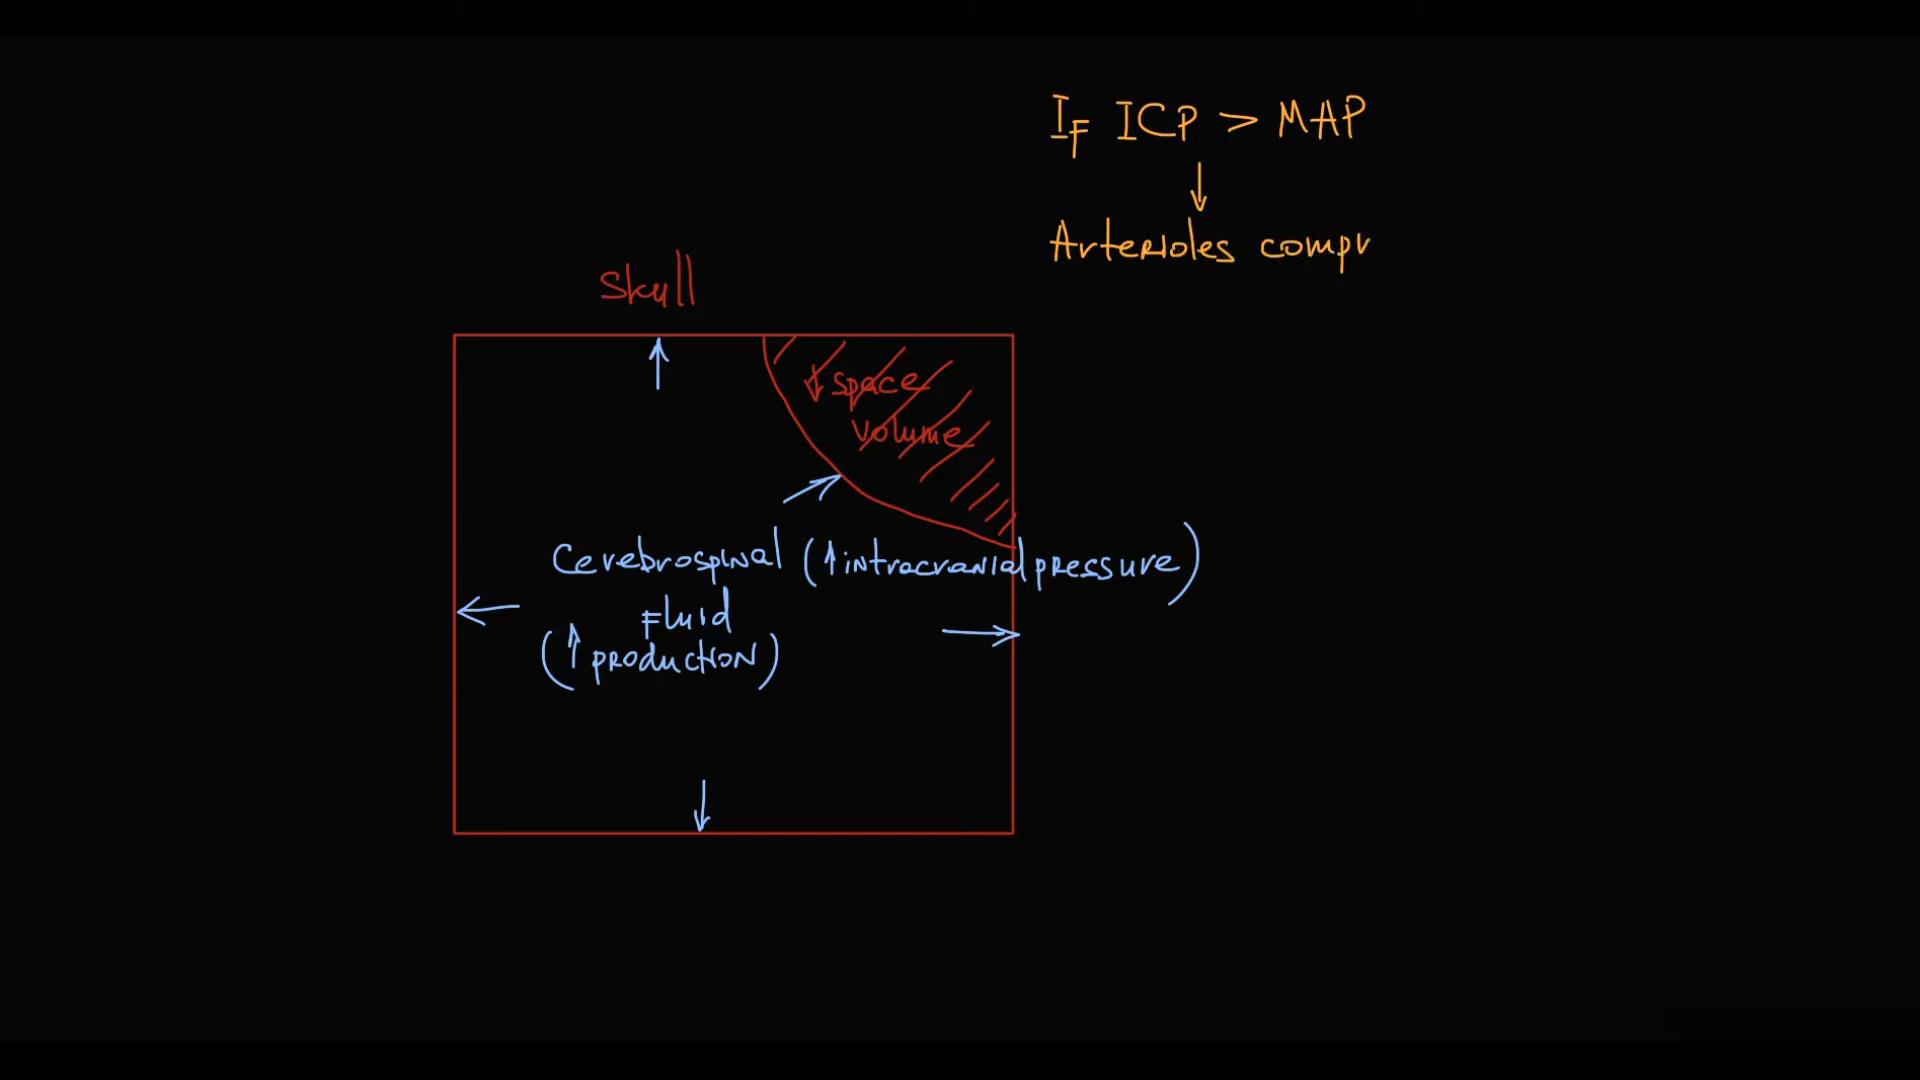 If ICP > MAP
↓
Arterioles compr
Skull
↓ space
volume
Cerebrospinal (↑ intracranial pressure)
Fluid
(↑ production)